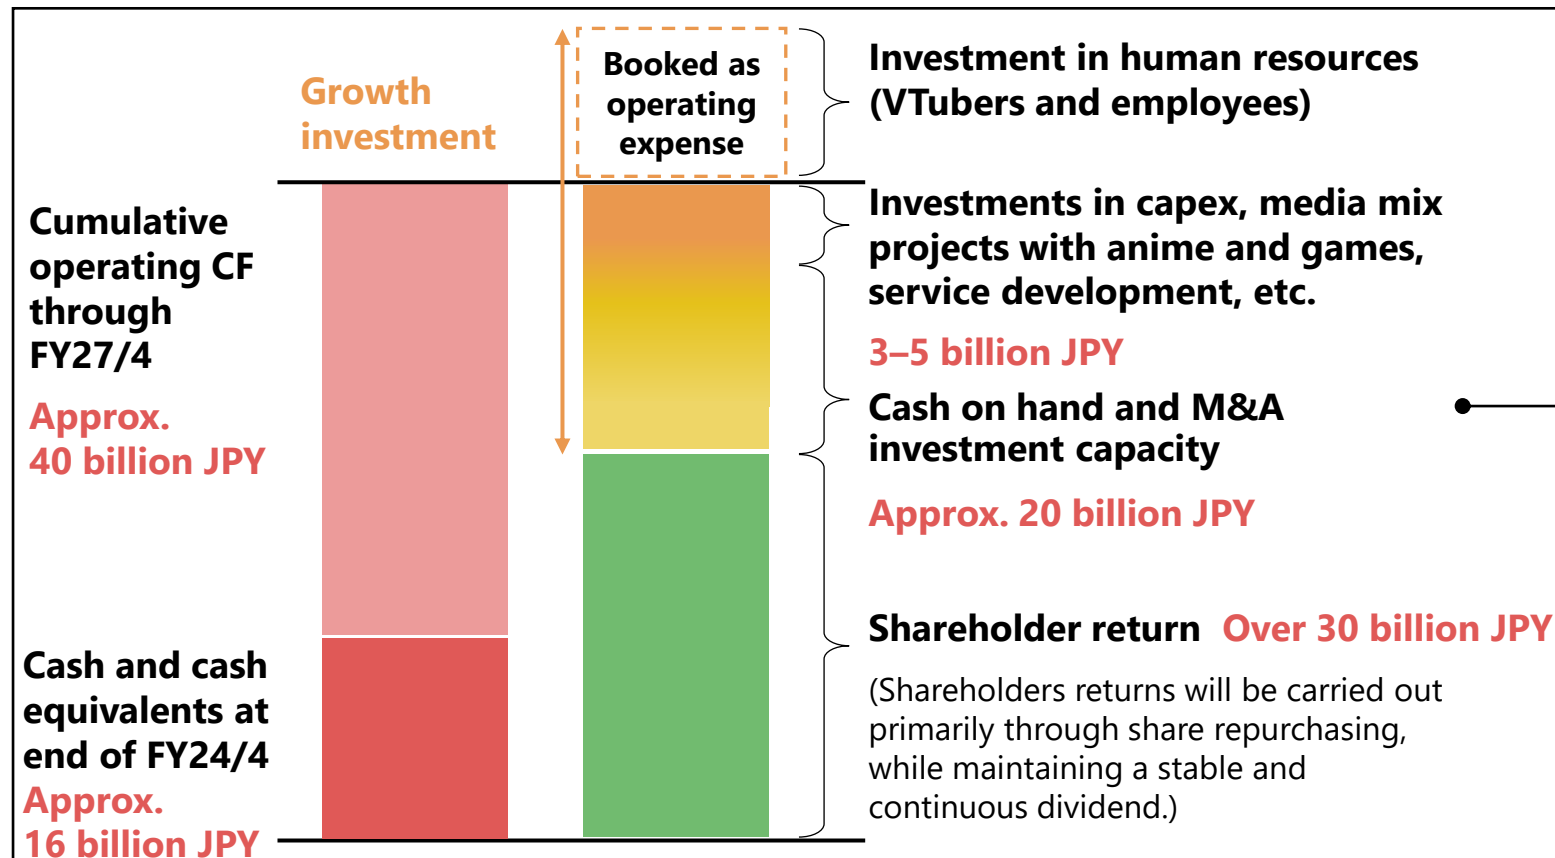 Growth
investment
Booked as
operating
expense
Investment in human resources
(VTubers and employees)
Cumulative
operating CF
through
FY27/4
Approx.
40 billion JPY
Investments in capex, media mix
projects with anime and games,
service development, etc.
3–5 billion JPY
Cash on hand and M&A
investment capacity
Approx. 20 billion JPY
Cash and cash
equivalents at
end of FY24/4
Approx.
16 billion JPY
Shareholder return Over 30 billion JPY
(Shareholders returns will be carried out
primarily through share repurchasing,
while maintaining a stable and
continuous dividend.)